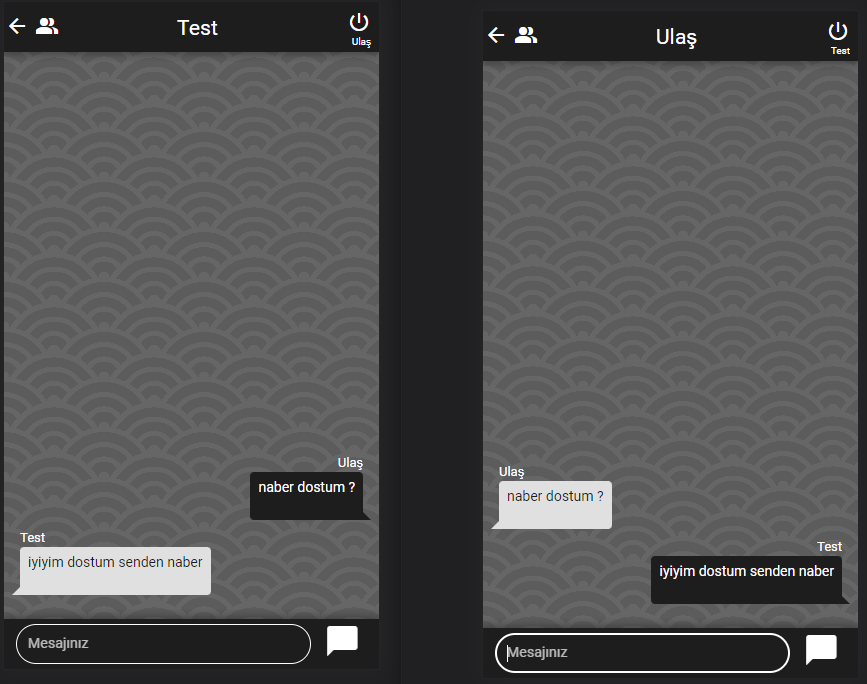 Test
Ulaş
Ulaş
naber dostum ?
Test
iyiyim dostum senden naber
Mesajınız
Ulaş
Test
Ulaş
naber dostum ?
Test
iyiyim dostum senden naber
Mesajınız